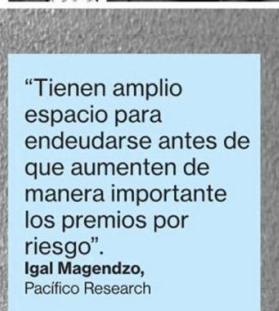 “Tienen amplio
espacio para
endeudarse antes de
que aumenten de
manera importante
los premios por
riesgo”.
Igal Magendzo,
Pacífico Research